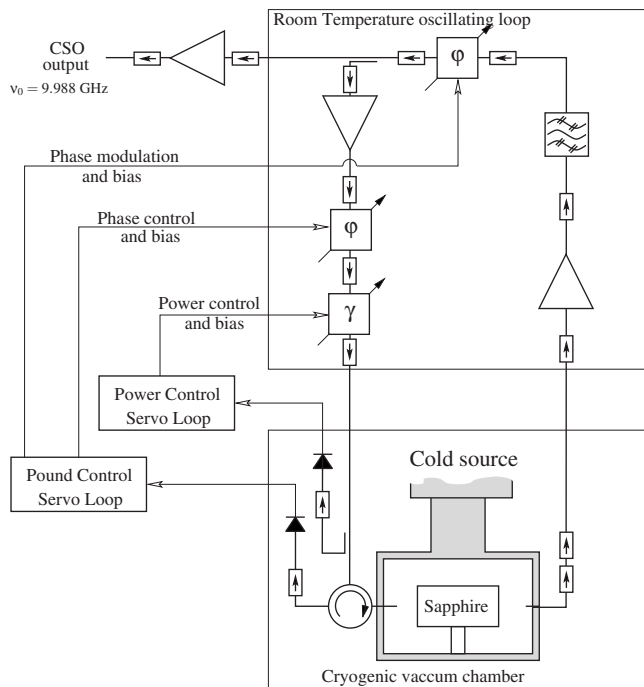 Room Temperature oscillating loop
CSO
output
ν₀ = 9.988 GHz
φ
Phase modulation
and bias
Phase control
and bias
φ
Power control
and bias
γ
Power Control
Servo Loop
Pound Control
Servo Loop
Cold source
Sapphire
Cryogenic vaccum chamber